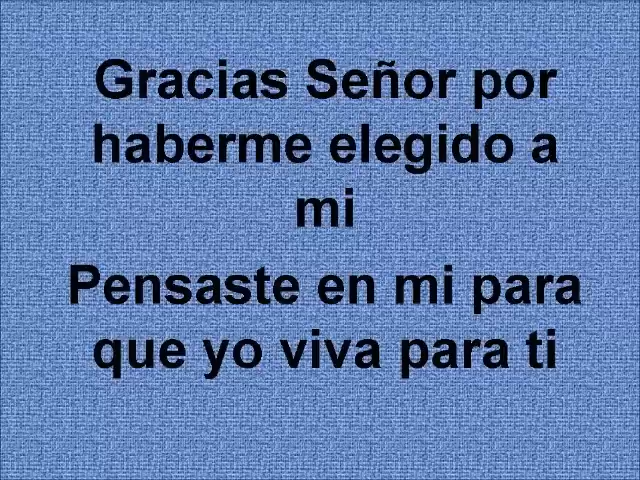 Gracias Señor por
haberme elegido a
mi
Pensaste en mi para
que yo viva para ti